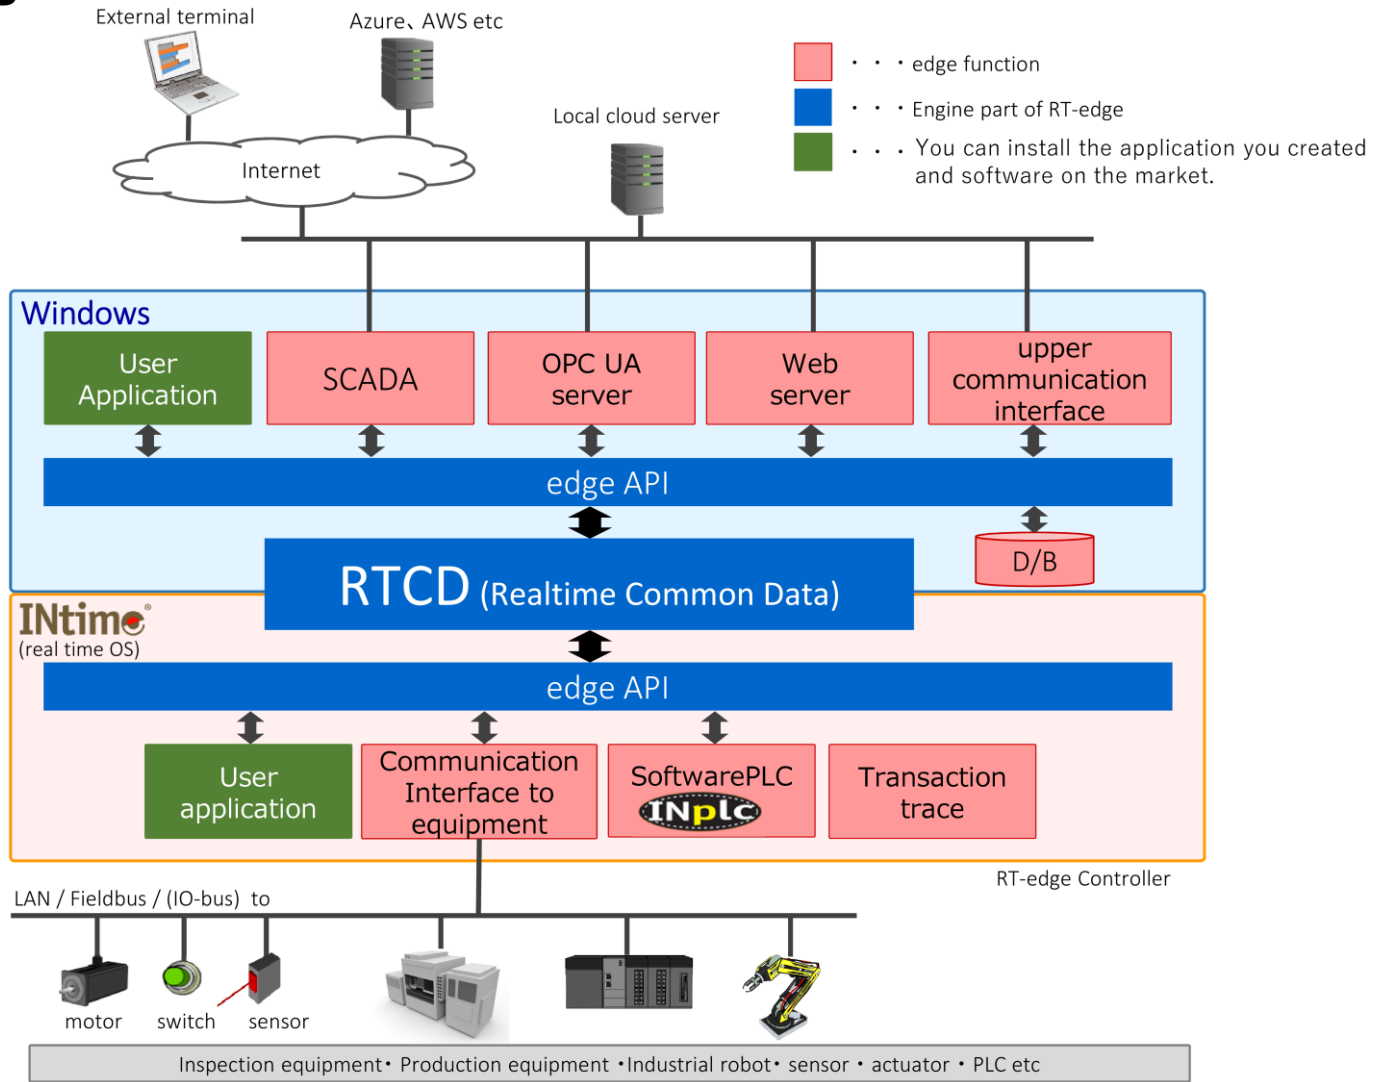 External terminal
Azure、AWS etc
・・・edge function
・・・Engine part of RT-edge
Local cloud server
・・・You can install the application you created
and software on the market.
Internet
Windows
User
Application
SCADA
OPC UA
server
Web
server
upper
communication
interface
edge API
D/B
RTCD (Realtime Common Data)
INtime®
(real time OS)
edge API
User
application
Communication
Interface to
equipment
SoftwarePLC
INplc
Transaction
trace
RT-edge Controller
LAN / Fieldbus / (IO-bus) to
motor
switch
sensor
Inspection equipment・ Production equipment ・Industrial robot・ sensor ・ actuator ・ PLC etc